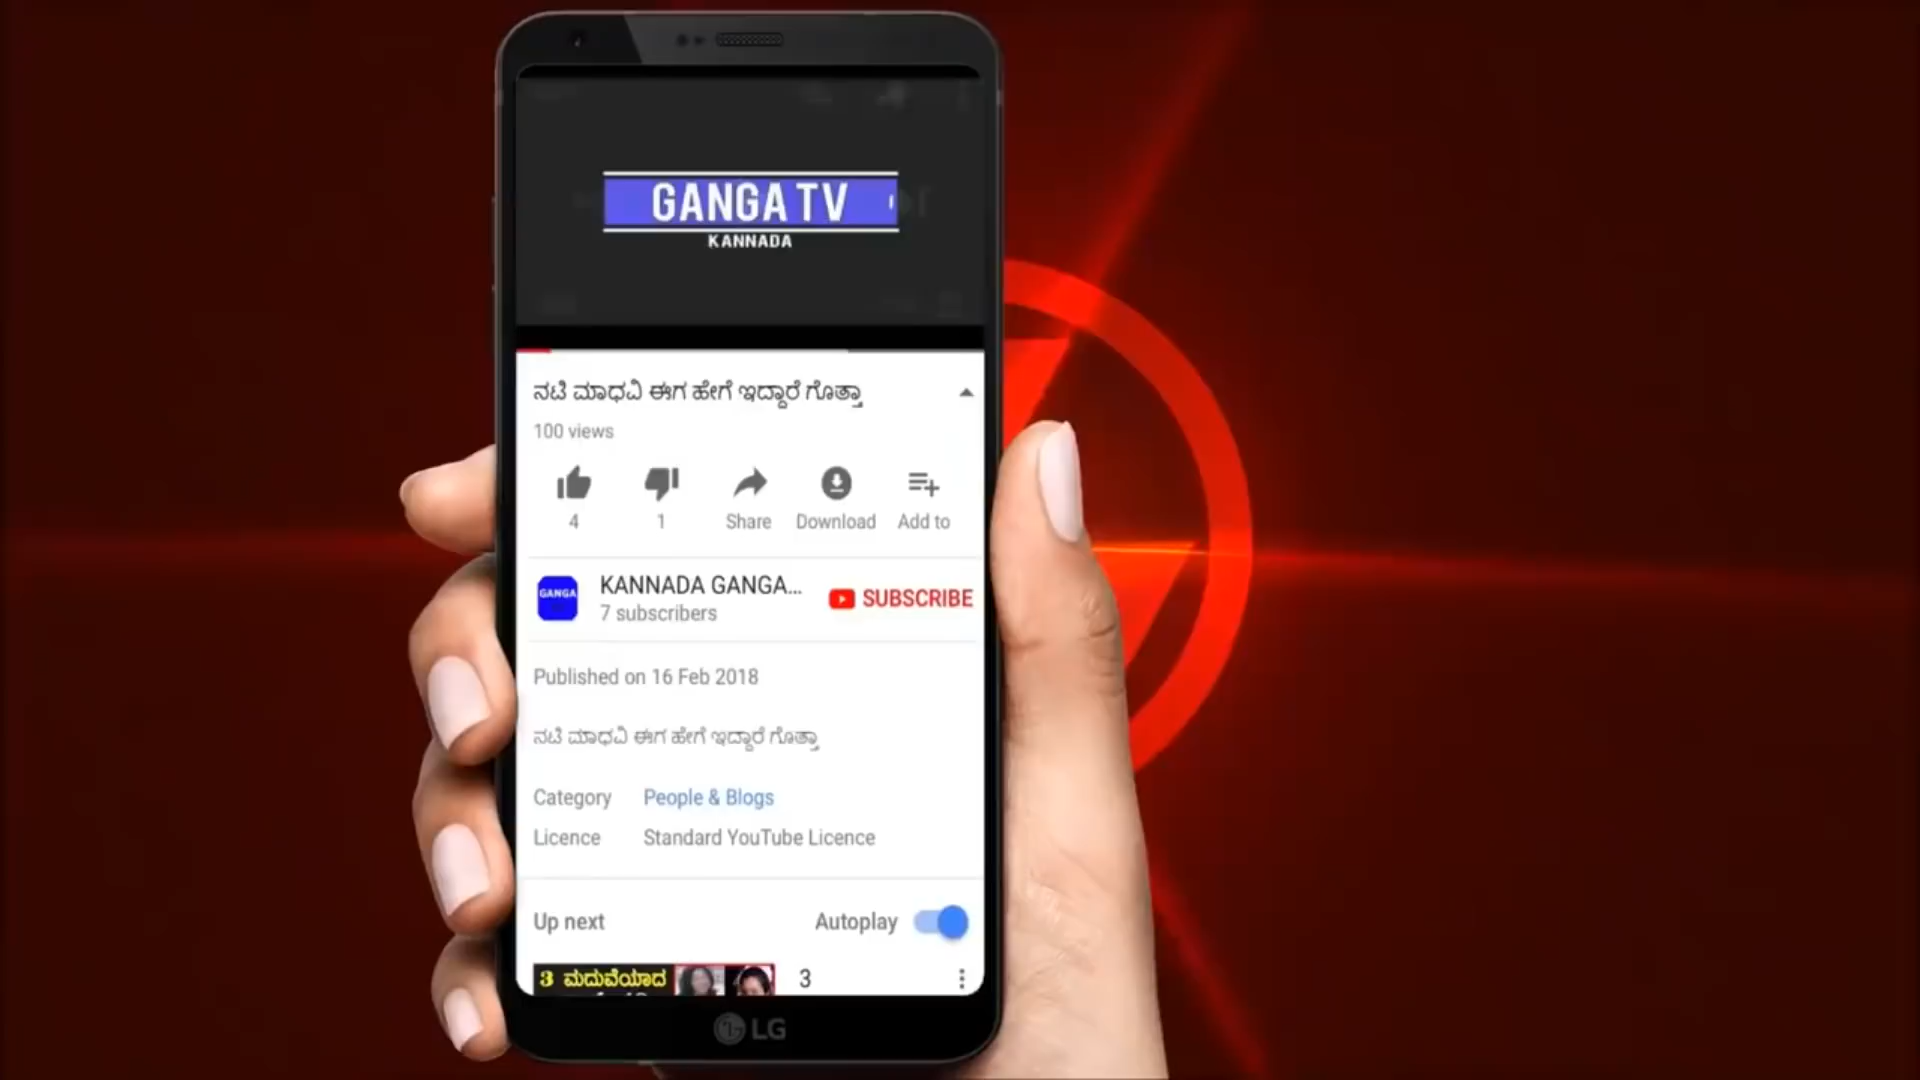 GANGA TV
KANNADA
ನಟಿ ಮಾಧವಿ ಈಗ ಹೇಗೆ ಇದ್ದಾರೆ ಗೊತ್ತಾ
100 views
4 1 Share Download Add to
GANGA
KANNADA GANGA...
SUBSCRIBE
7 subscribers
Published on 16 Feb 2018
ನಟಿ ಮಾಧವಿ ಈಗ ಹೇಗೆ ಇದ್ದಾರೆ ಗೊತ್ತಾ
Category People & Blogs
Licence Standard YouTube Licence
Up next Autoplay
3 ಮದುವೆಯಾದ 3
LG